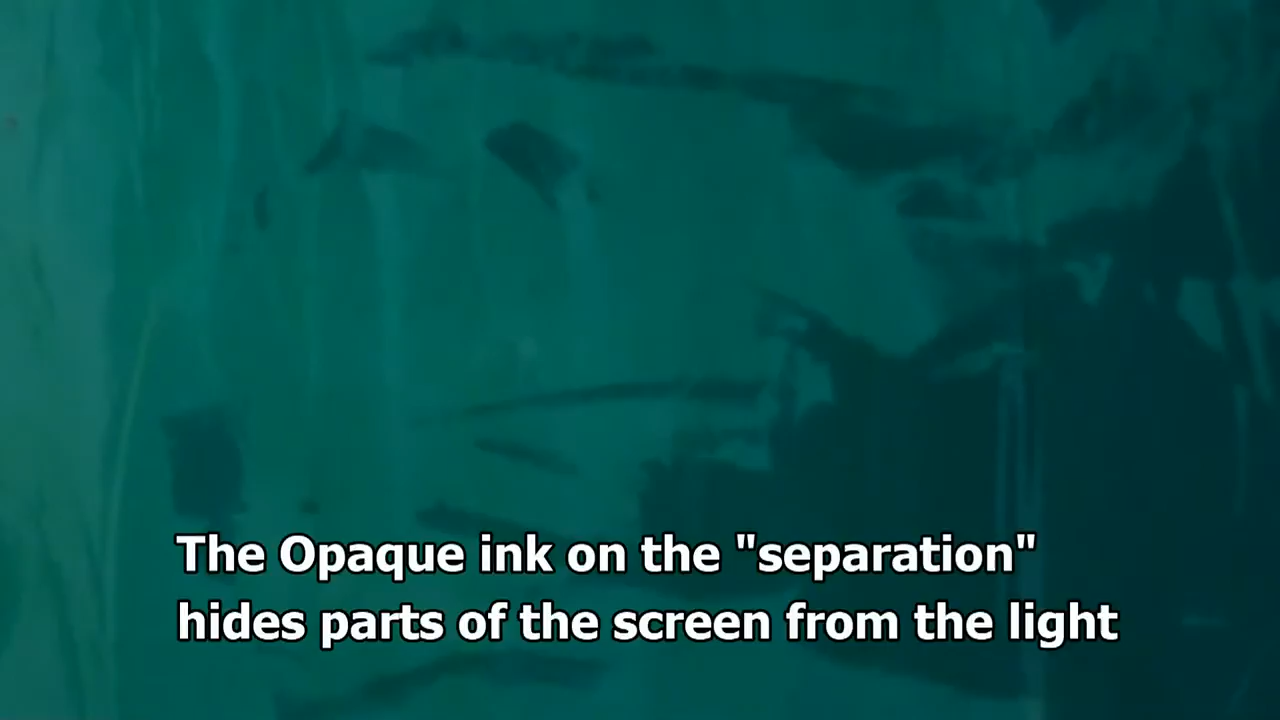 The Opaque ink on the "separation"
hides parts of the screen from the light